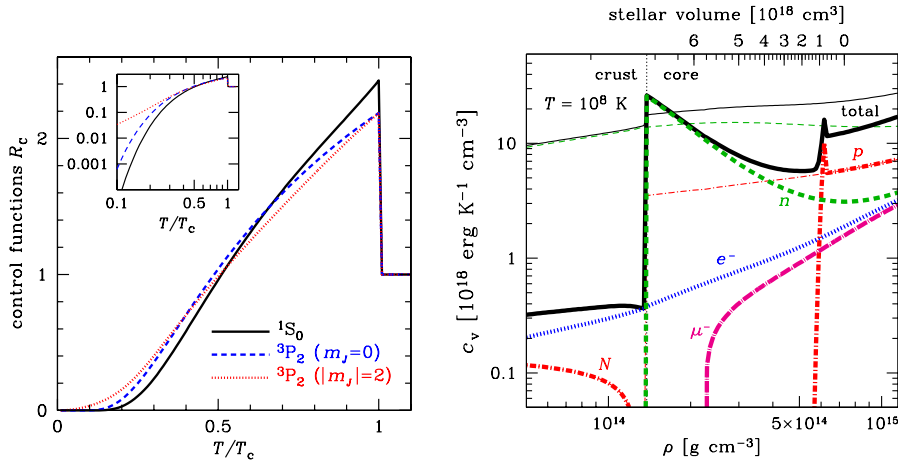 control functions R_c
2
1
0
0
0.5
1
T/T_c
1
0.1
0.01
0.001
0.1
0.5
1
T/T_c
¹S₀
³P₂ (m_J=0)
³P₂ (|m_J|=2)
stellar volume [10¹⁸ cm³]
6 5 4 3 2 1 0
crust core
T = 10⁸ K
total
p
n
e⁻
μ⁻
N
c_v [10¹⁸ erg K⁻¹ cm⁻³]
10
1
0.1
10¹⁴ 5×10¹⁴ 10¹⁵
ρ [g cm⁻³]